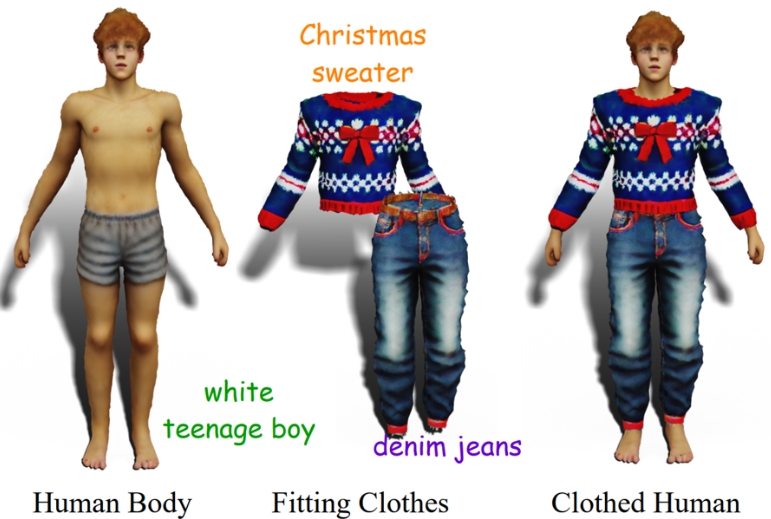 Christmas
sweater
white
teenage boy
denim jeans
Human Body
Fitting Clothes
Clothed Human